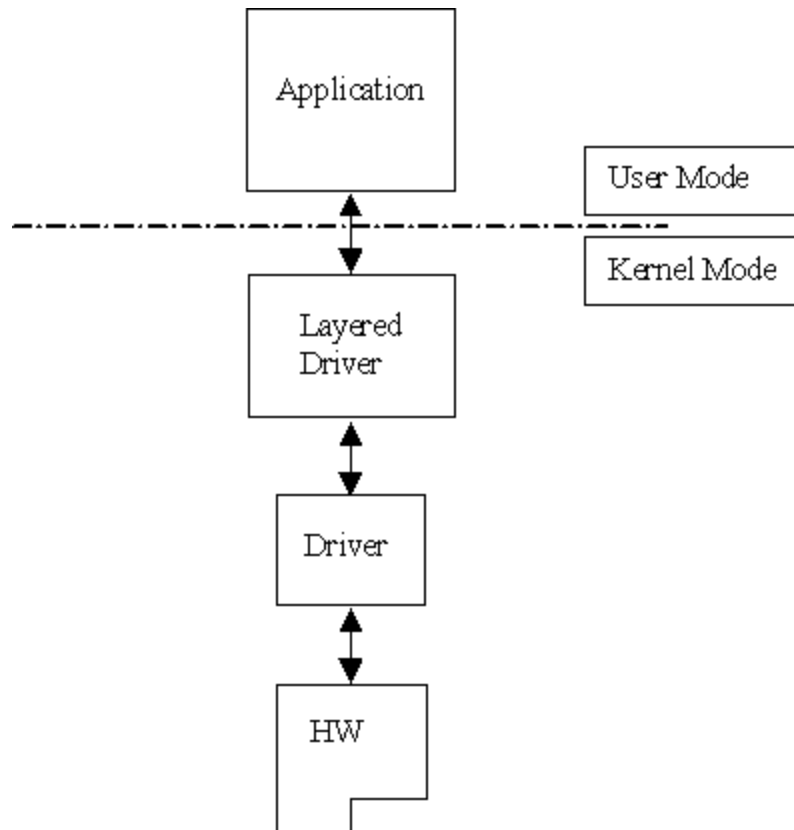 Application
User Mode
Kernel Mode
Layered
Driver
Driver
HW